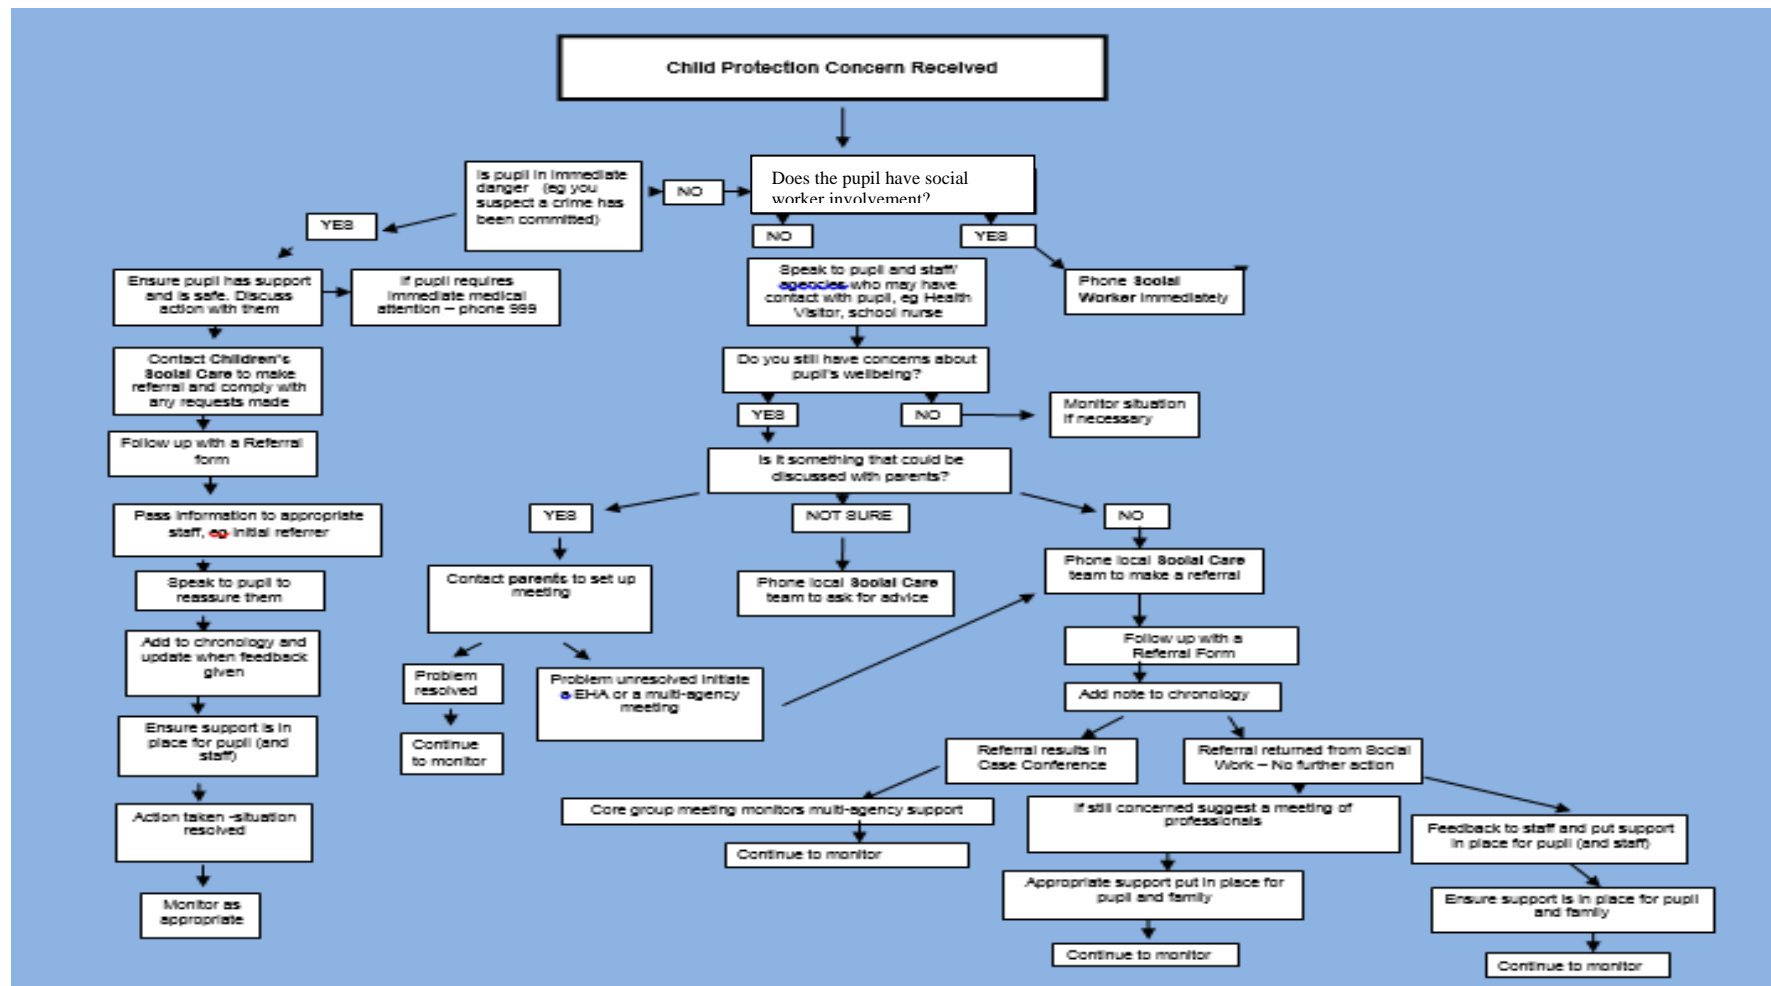 Child Protection Concern Received
Is pupil in immediate
danger (eg you
suspect a crime has
been committed)
NO
Does the pupil have social
worker involvement?
YES
NO
YES
Ensure pupil has support
and is safe. Discuss
action with them
If pupil requires
immediate medical
attention – phone 999
Speak to pupil and staff/
agencies who may have
contact with pupil, eg Health
Visitor, school nurse
Phone Social
Worker immediately
Contact Children's
Social Care to make
referral and comply with
any requests made
Do you still have concerns about
pupil's wellbeing?
YES
NO
Monitor situation
if necessary
Follow up with a Referral
form
Is it something that could be
discussed with parents?
Pass information to appropriate
staff, eg initial referrer
YES
NOT SURE
NO
Speak to pupil to
reassure them
Contact parents to set up
meeting
Phone local Social Care
team to ask for advice
Phone local Social Care
team to make a referral
Add to chronology and
update when feedback
given
Follow up with a
Referral Form
Problem
resolved
Problem unresolved initiate
a EHA or a multi-agency
meeting
Add note to chronology
Ensure support is in
place for pupil (and
staff)
Continue
to monitor
Referral results in
Case Conference
Referral returned from Social
Work – No further action
Action taken -situation
resolved
Core group meeting monitors multi-agency support
If still concerned suggest a meeting of
professionals
Feedback to staff and put support
in place for pupil (and staff)
Continue to monitor
Monitor as
appropriate
Appropriate support put in place for
pupil and family
Ensure support is in place for pupil
and family
Continue to monitor
Continue to monitor